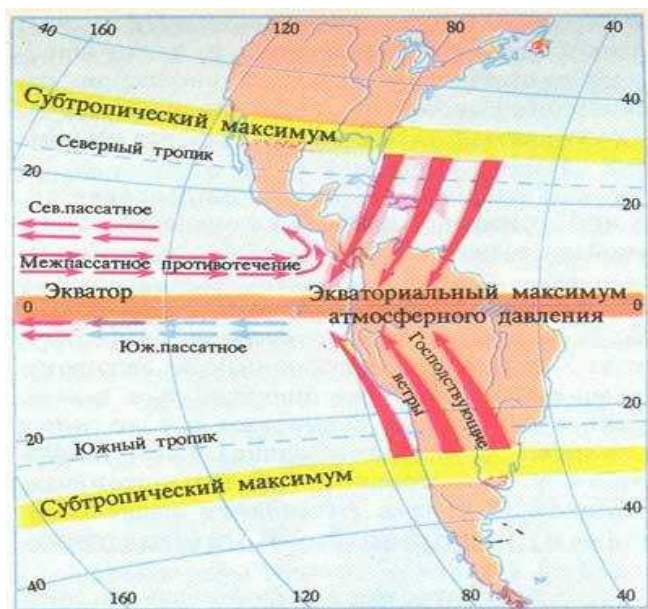 40 160 120 80 40
Субтропический максимум
40
Северный тропик
20
20
Сев.пассатное
Межпассатное противотечение
Экватор
0
Экваториальный максимум
атмосферного давления
0
Юж.пассатное
Господствующие
ветры
20
20
Южный тропик
Субтропический максимум
40
40 160 120 80 40